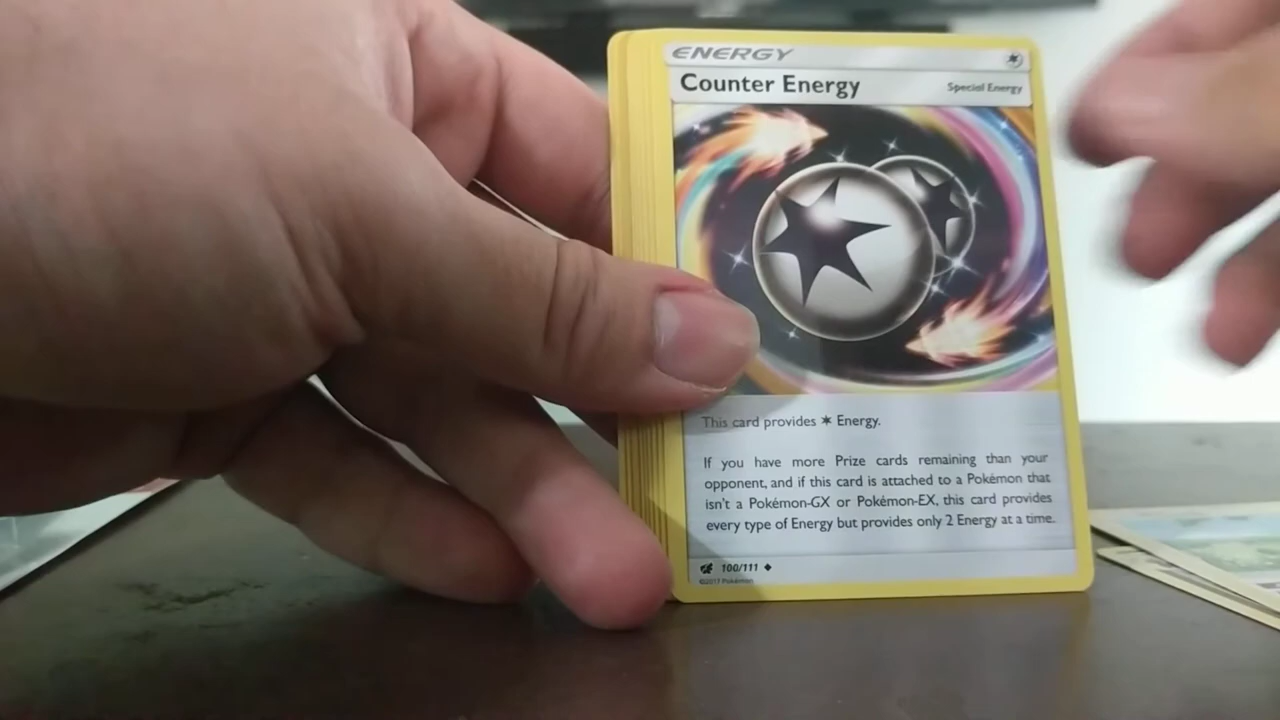 ENERGY
Counter Energy
Special Energy
This card provides Energy.
If you have more Prize cards remaining than your
opponent, and if this card is attached to a Pokémon that
isn't a Pokémon-GX or Pokémon-EX, this card provides
every type of Energy but provides only 2 Energy at a time.
100/111
©2017 Pokémon